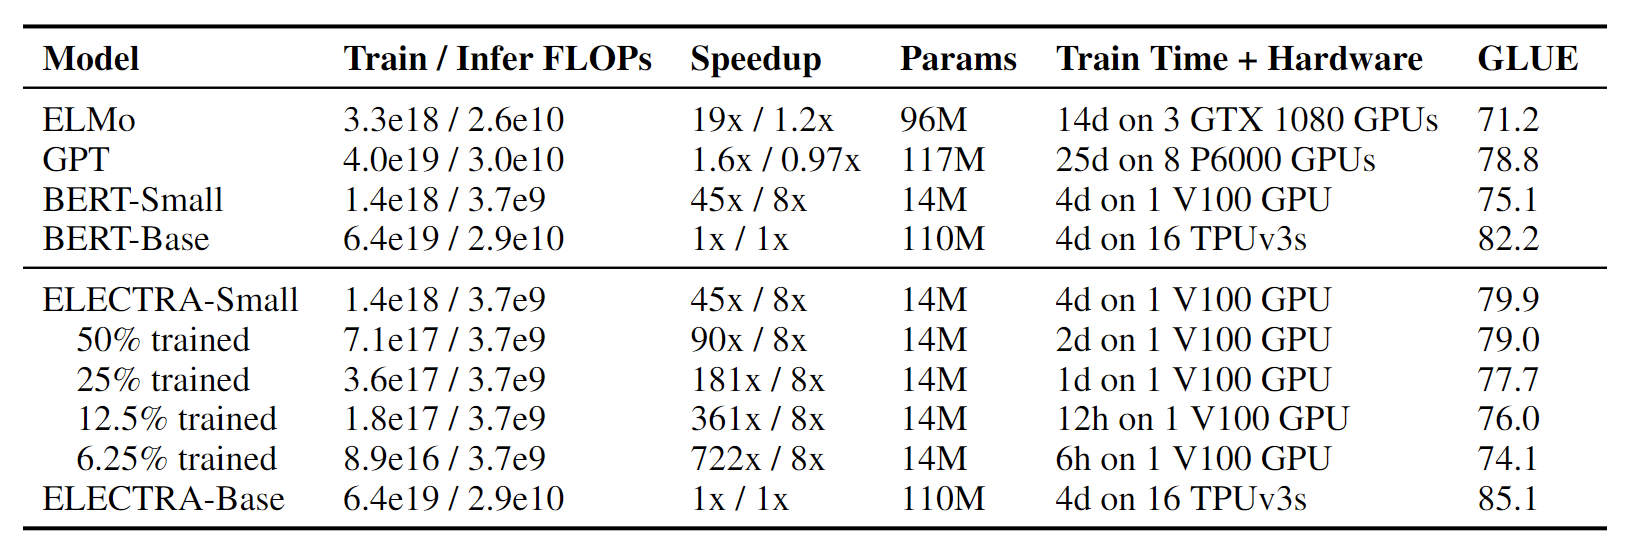 Model Train / Infer FLOPs Speedup Params Train Time + Hardware GLUE
ELMo 3.3e18 / 2.6e10 19x / 1.2x 96M 14d on 3 GTX 1080 GPUs 71.2
GPT 4.0e19 / 3.0e10 1.6x / 0.97x 117M 25d on 8 P6000 GPUs 78.8
BERT-Small 1.4e18 / 3.7e9 45x / 8x 14M 4d on 1 V100 GPU 75.1
BERT-Base 6.4e19 / 2.9e10 1x / 1x 110M 4d on 16 TPUv3s 82.2
ELECTRA-Small 1.4e18 / 3.7e9 45x / 8x 14M 4d on 1 V100 GPU 79.9
50% trained 7.1e17 / 3.7e9 90x / 8x 14M 2d on 1 V100 GPU 79.0
25% trained 3.6e17 / 3.7e9 181x / 8x 14M 1d on 1 V100 GPU 77.7
12.5% trained 1.8e17 / 3.7e9 361x / 8x 14M 12h on 1 V100 GPU 76.0
6.25% trained 8.9e16 / 3.7e9 722x / 8x 14M 6h on 1 V100 GPU 74.1
ELECTRA-Base 6.4e19 / 2.9e10 1x / 1x 110M 4d on 16 TPUv3s 85.1